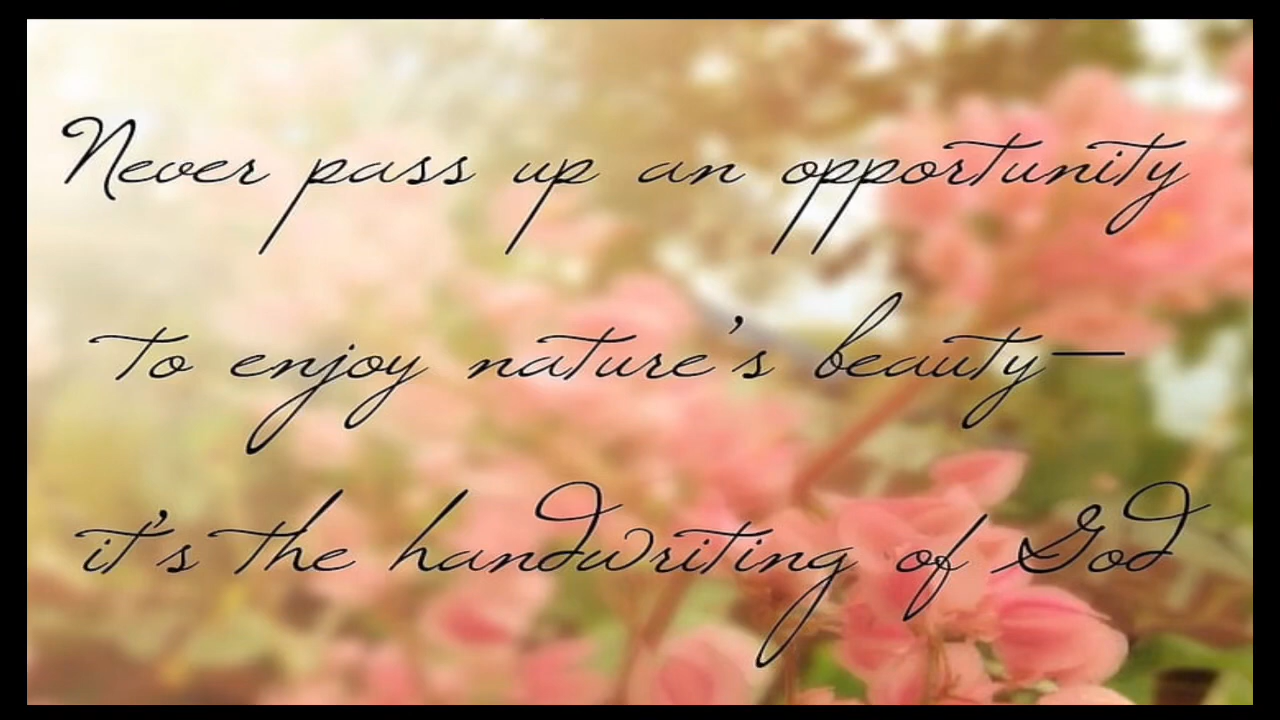 Never pass up an opportunity
to enjoy nature's beauty—
it's the handwriting of God